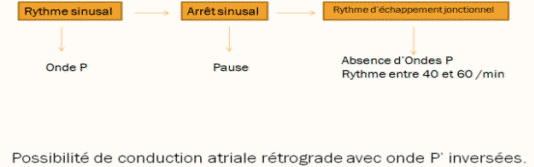 Rythme sinusal
Arrêt sinusal
Rythme d'échappement jonctionnel
Onde P
Pause
Absence d'Ondes P
Rythme entre 40 et 60 /min
Possibilité de conduction atriale rétrograde avec onde P' inversées.